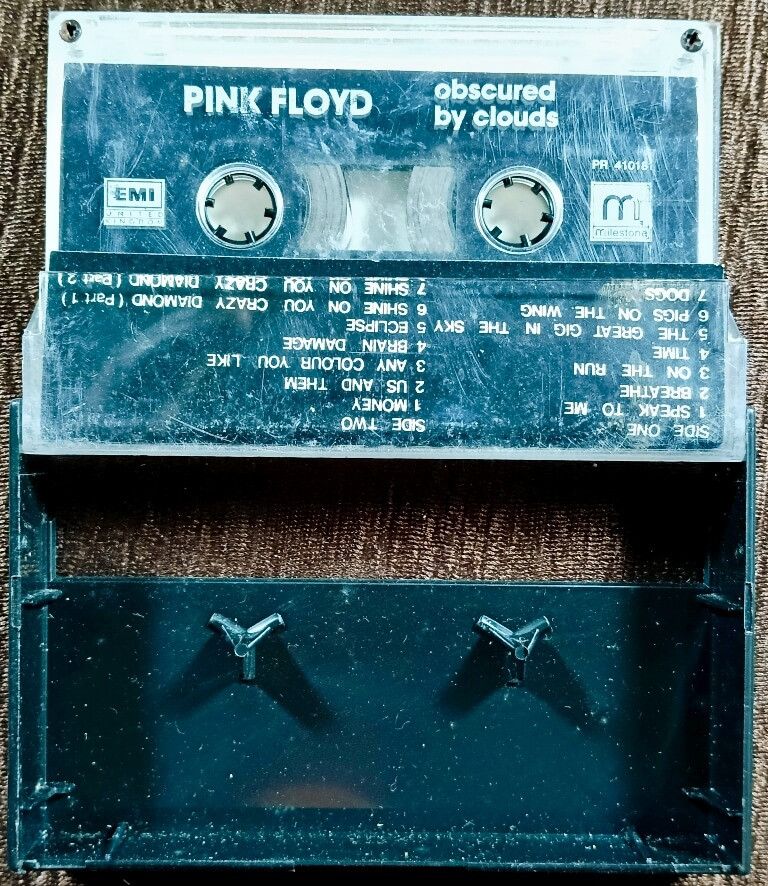 PINK FLOYD
obscured
by clouds
PR 410181
EMI
UNITED
KINGDOM
m
milestone
SIDE ONE
1 SPEAK TO ME
2 BREATHE
3 ON THE RUN
4 TIME
5 THE GREAT GIG IN THE SKY
6 PIGS ON THE WING
7 DOGS
SIDE TWO
1 MONEY
2 US AND THEM
3 ANY COLOUR YOU LIKE
4 BRAIN DAMAGE
5 ECLIPSE
6 SHINE ON YOU CRAZY DIAMOND (Part 1)
7 SHINE ON YOU CRAZY DIAMOND (Part 2)